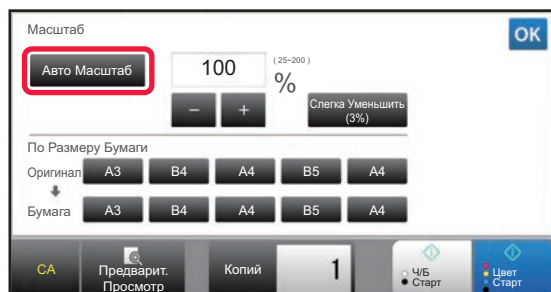 Масштаб
OK
Авто Масштаб
100
(25~200)
%
−
+
Слегка Уменьшить
(3%)
По Размеру Бумаги
Оригинал A3 B4 A4 B5 A4
Бумага A3 B4 A4 B5 A4
CA
Предварит.
Просмотр
Копий
1
Ч/Б
Старт
Цвет
Старт